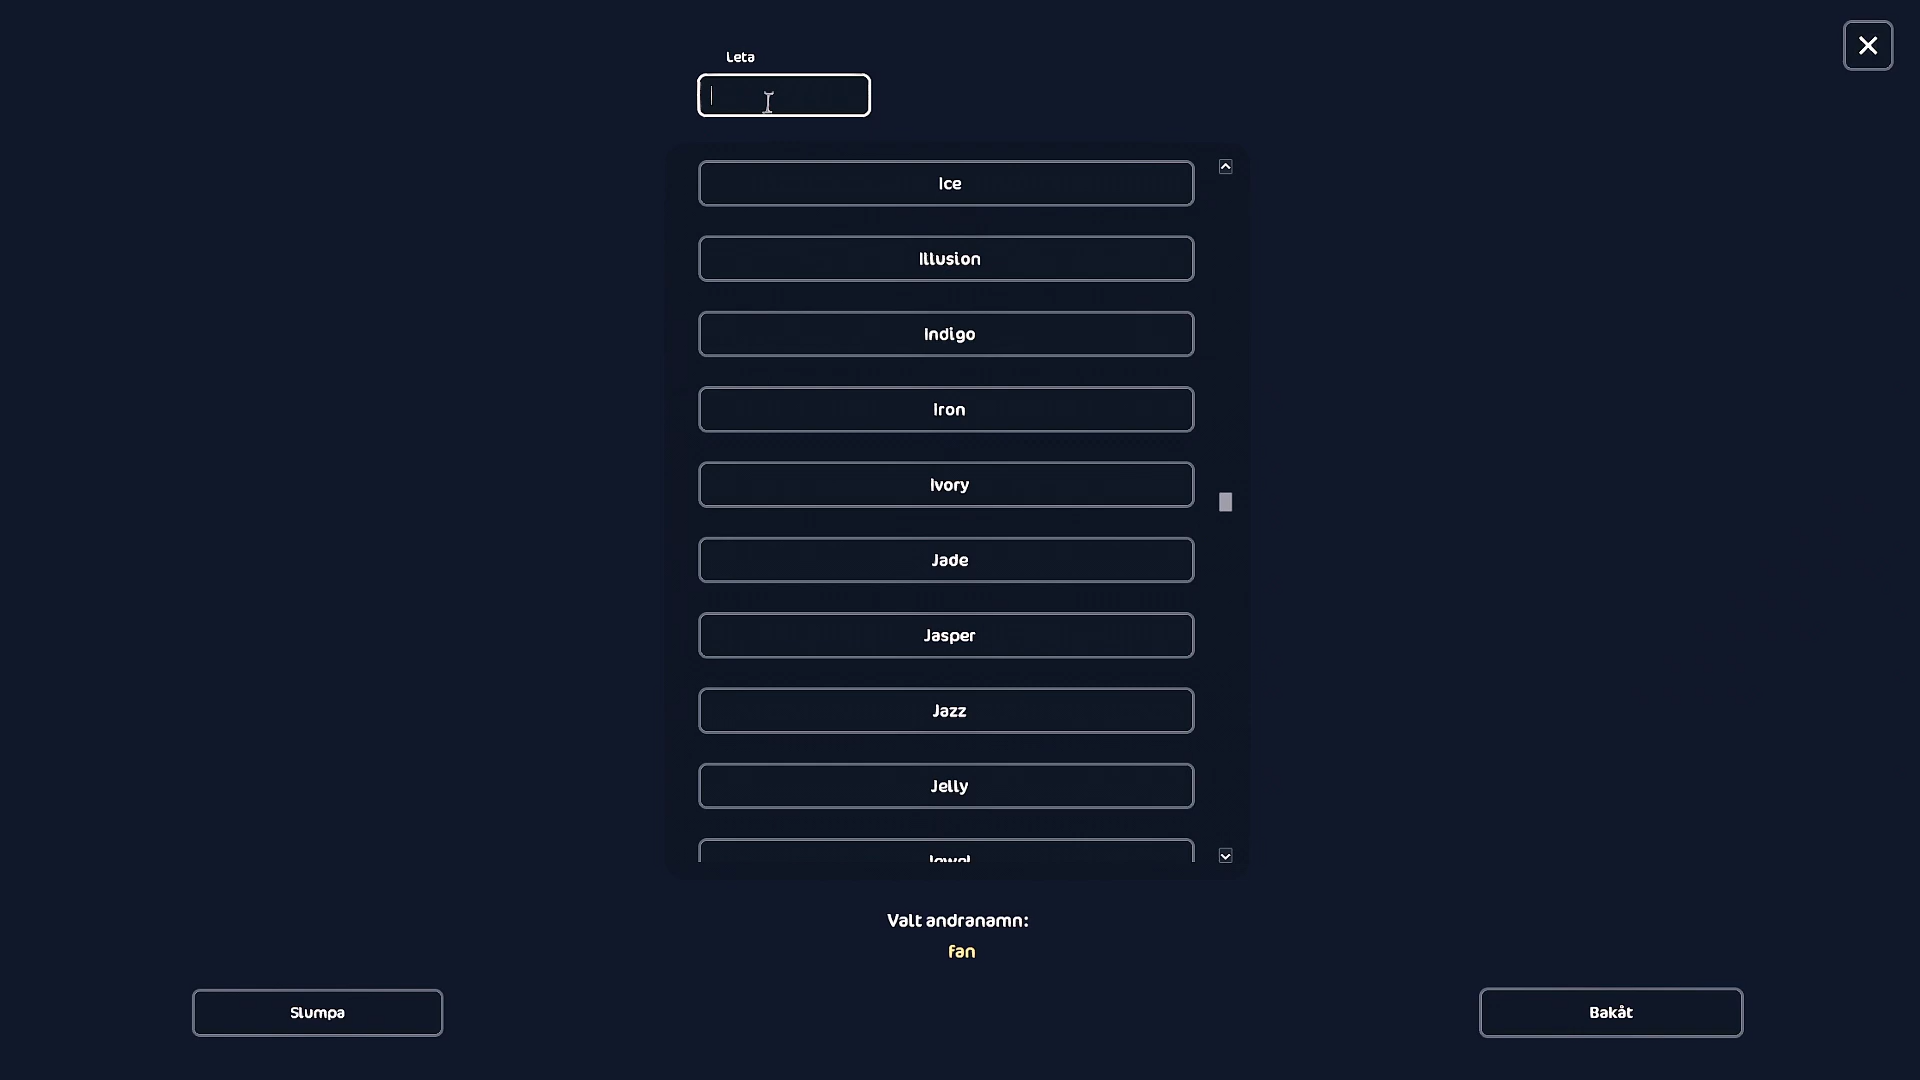 Leta
Ice
Illusion
Indigo
Iron
Ivory
Jade
Jasper
Jazz
Jelly
Valt andranamn:
fan
Slumpa
Bakåt